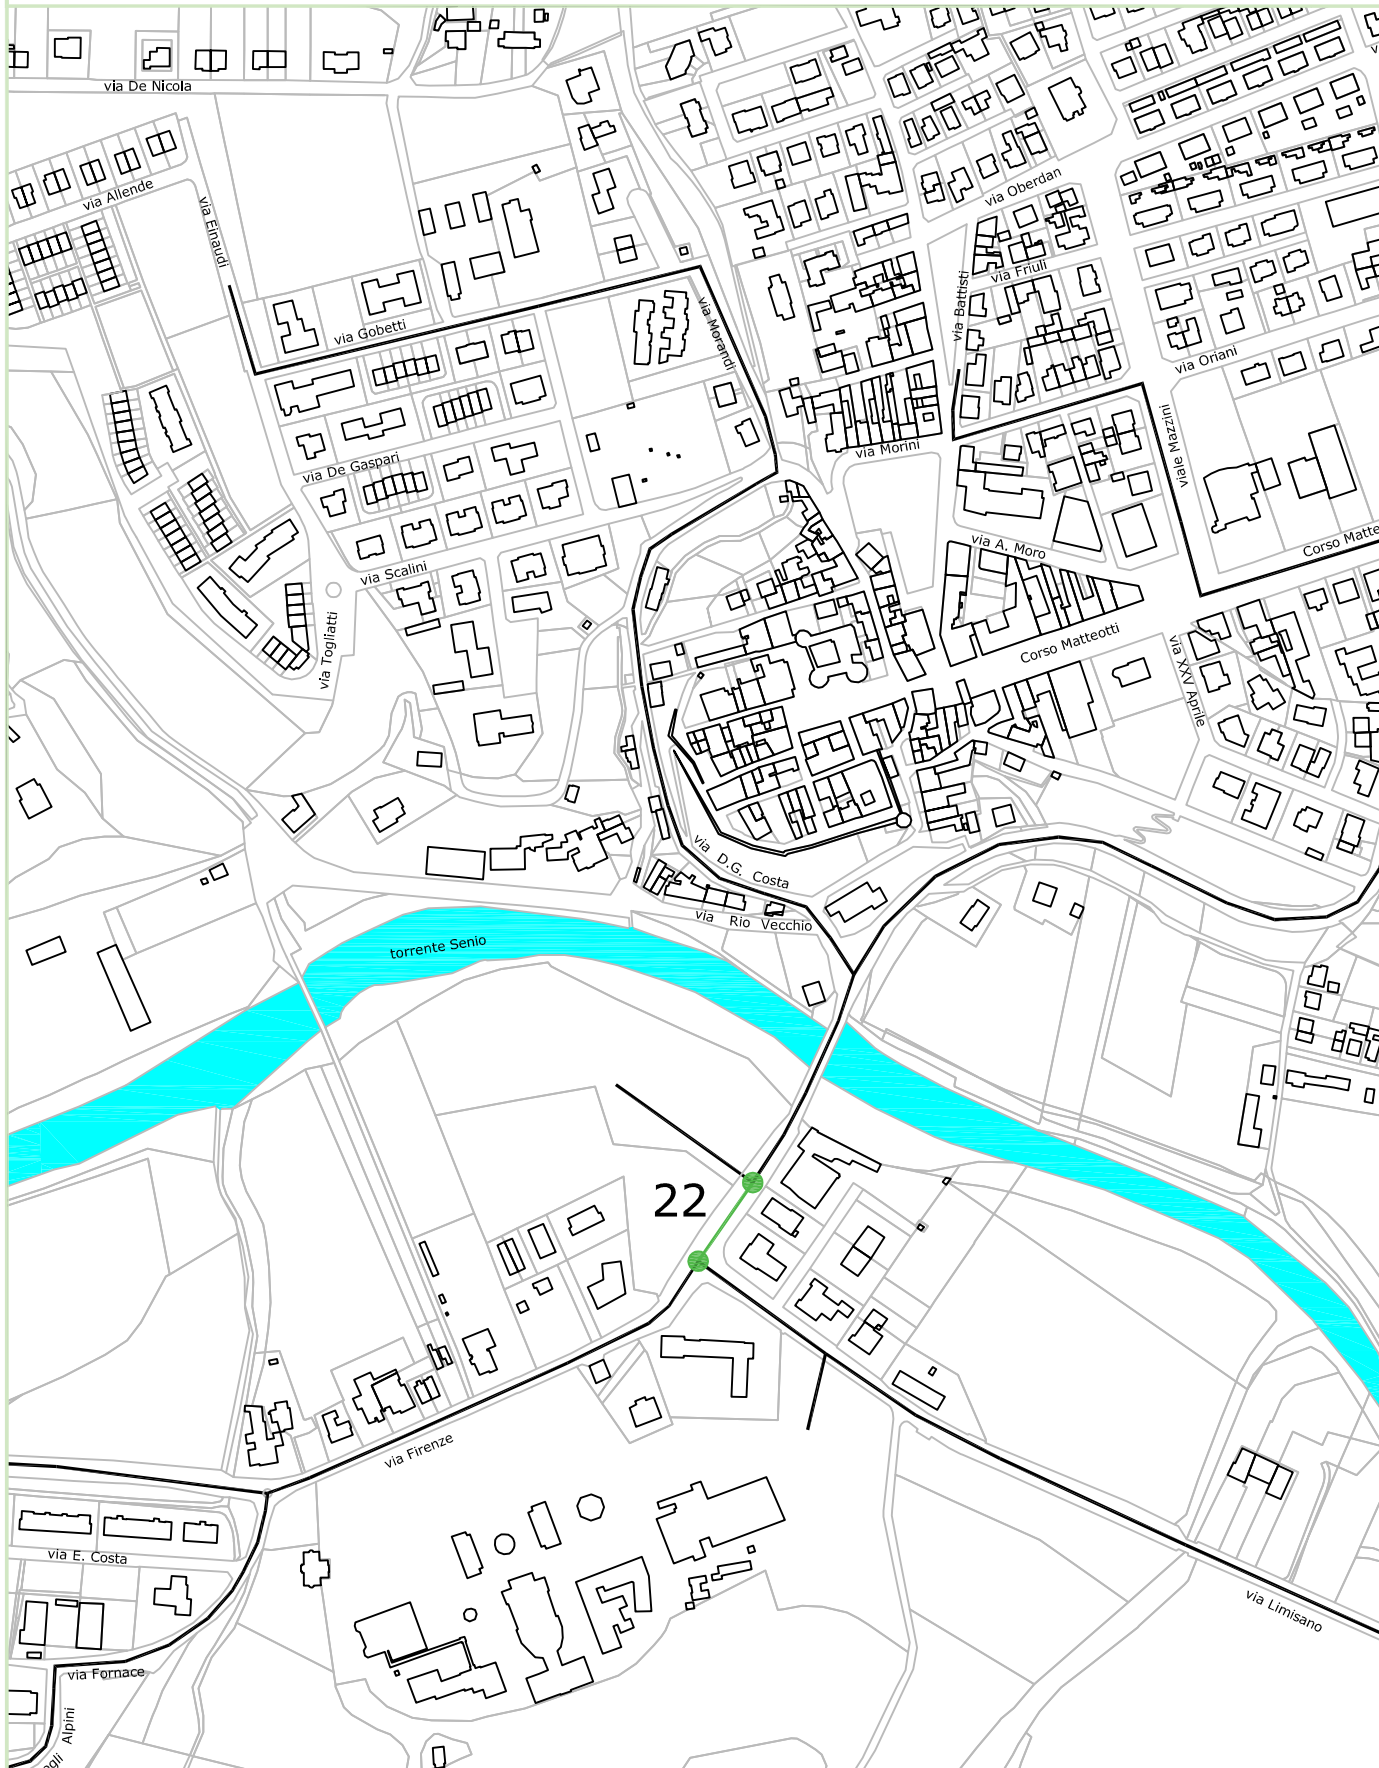 via De Nicola
via Allende
via Einaudi
via Oberdan
via Friuli
via Battisti
via Gobetti
via Morandi
via Oriani
viale Mazzini
via Morini
via De Gaspari
Corso Matte
via A. Moro
via Scalini
via Togliatti
Corso Matteotti
via XXV Aprile
via D.G. Costa
via Rio Vecchio
torrente Senio
22
via Firenze
via E. Costa
via Limisano
via Fornace
Alpini